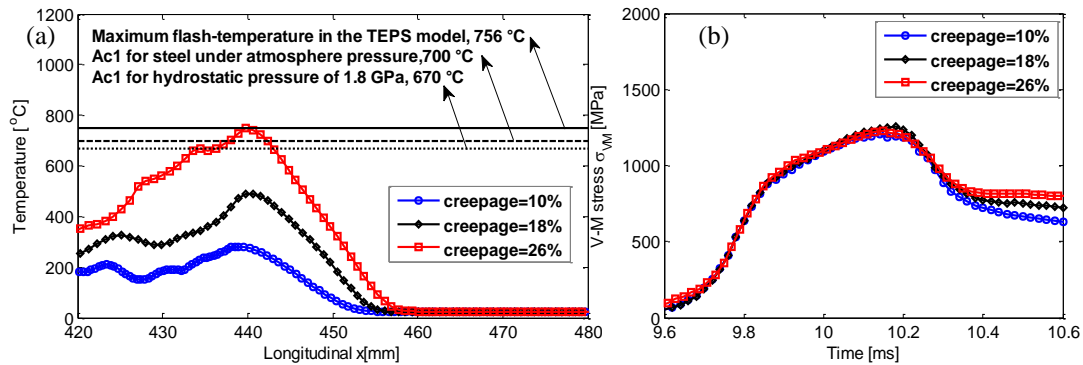 (a)
Maximum flash-temperature in the TEPS model, 756 °C
Ac1 for steel under atmosphere pressure,700 °C
Ac1 for hydrostatic pressure of 1.8 GPa, 670 °C
creepage=10%
creepage=18%
creepage=26%
Temperature [°C]
1200
1000
800
600
400
200
0
420 430 440 450 460 470 480
Longitudinal x[mm]
(b)
creepage=10%
creepage=18%
creepage=26%
V-M stress σVM [MPa]
2000
1500
1000
500
0
9.6 9.8 10 10.2 10.4 10.6
Time [ms]